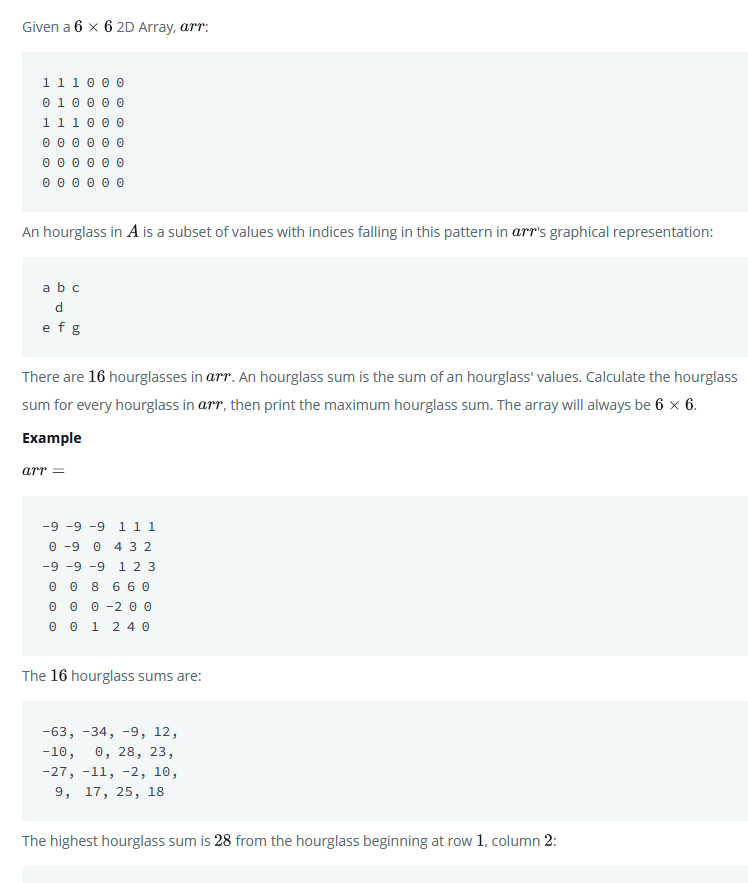 Given a 6 × 6 2D Array, arr:
1 1 1 0 0 0
0 1 0 0 0 0
1 1 1 0 0 0
0 0 0 0 0 0
0 0 0 0 0 0
0 0 0 0 0 0
An hourglass in A is a subset of values with indices falling in this pattern in arr's graphical representation:
a b c
  d
e f g
There are 16 hourglasses in arr. An hourglass sum is the sum of an hourglass' values. Calculate the hourglass
sum for every hourglass in arr, then print the maximum hourglass sum. The array will always be 6 × 6.
Example
arr =
-9 -9 -9  1 1 1
 0 -9  0  4 3 2
-9 -9 -9  1 2 3
 0  0  8  6 6 0
 0  0  0 -2 0 0
 0  0  1  2 4 0
The 16 hourglass sums are:
-63, -34, -9, 12,
-10,   0, 28, 23,
-27, -11, -2, 10,
  9,  17, 25, 18
The highest hourglass sum is 28 from the hourglass beginning at row 1, column 2: